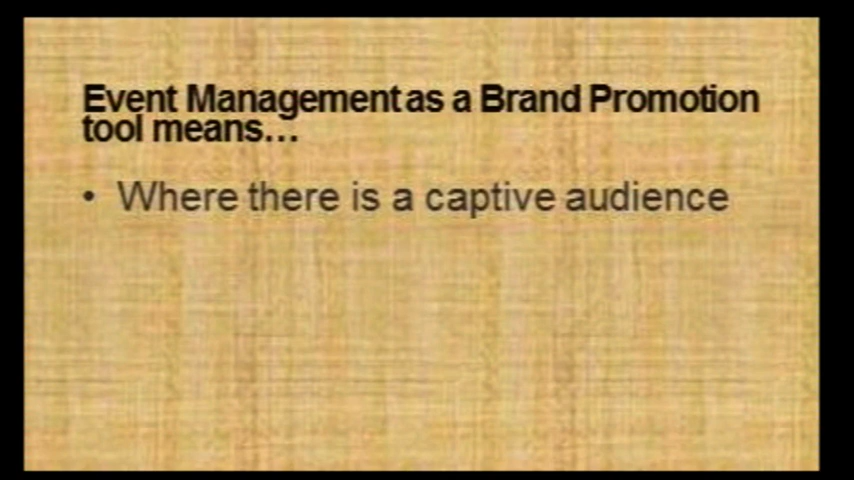 Event Management as a Brand Promotion
tool means…
• Where there is a captive audience